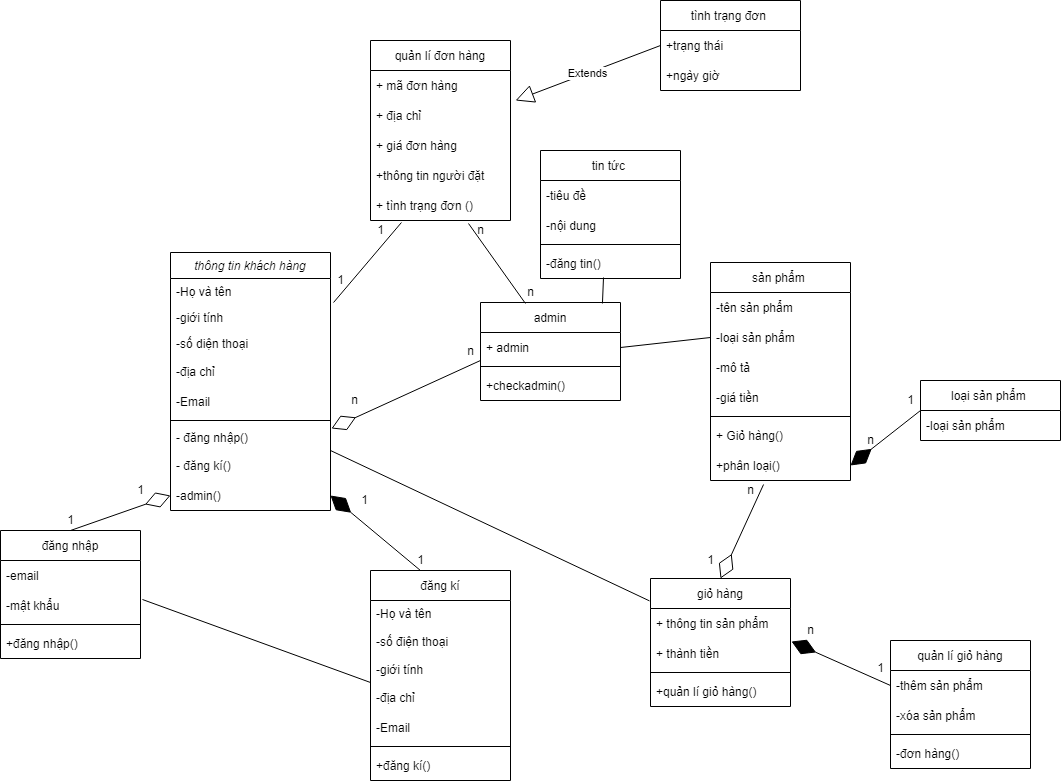 tình trạng đơn
+trạng thái
+ngày giờ
Extends
quản lí đơn hàng
+ mã đơn hàng
+ địa chỉ
+ giá đơn hàng
+thông tin người đặt
+ tình trạng đơn ()
1
n
1
n
tin tức
-tiêu đề
-nội dung
-đăng tin()
thông tin khách hàng
-Họ và tên
-giới tính
-số diện thoại
-địa chỉ
-Email
- đăng nhập()
- đăng kí()
-admin()
admin
+ admin
+checkadmin()
n
n
sản phẩm
-tên sản phẩm
-loại sản phẩm
-mô tả
-giá tiền
+ Giỏ hàng()
+phân loại()
n
1
loại sản phẩm
-loại sản phẩm
1
1
1
1
n
1
đăng nhập
-email
-mật khẩu
+đăng nhập()
đăng kí
-Họ và tên
-số điện thoại
-giới tính
-địa chỉ
-Email
+đăng kí()
giỏ hàng
+ thông tin sản phẩm
+ thành tiền
+quản lí giỏ hàng()
n
1
quản lí giỏ hàng
-thêm sản phẩm
-xóa sản phẩm
-đơn hàng()